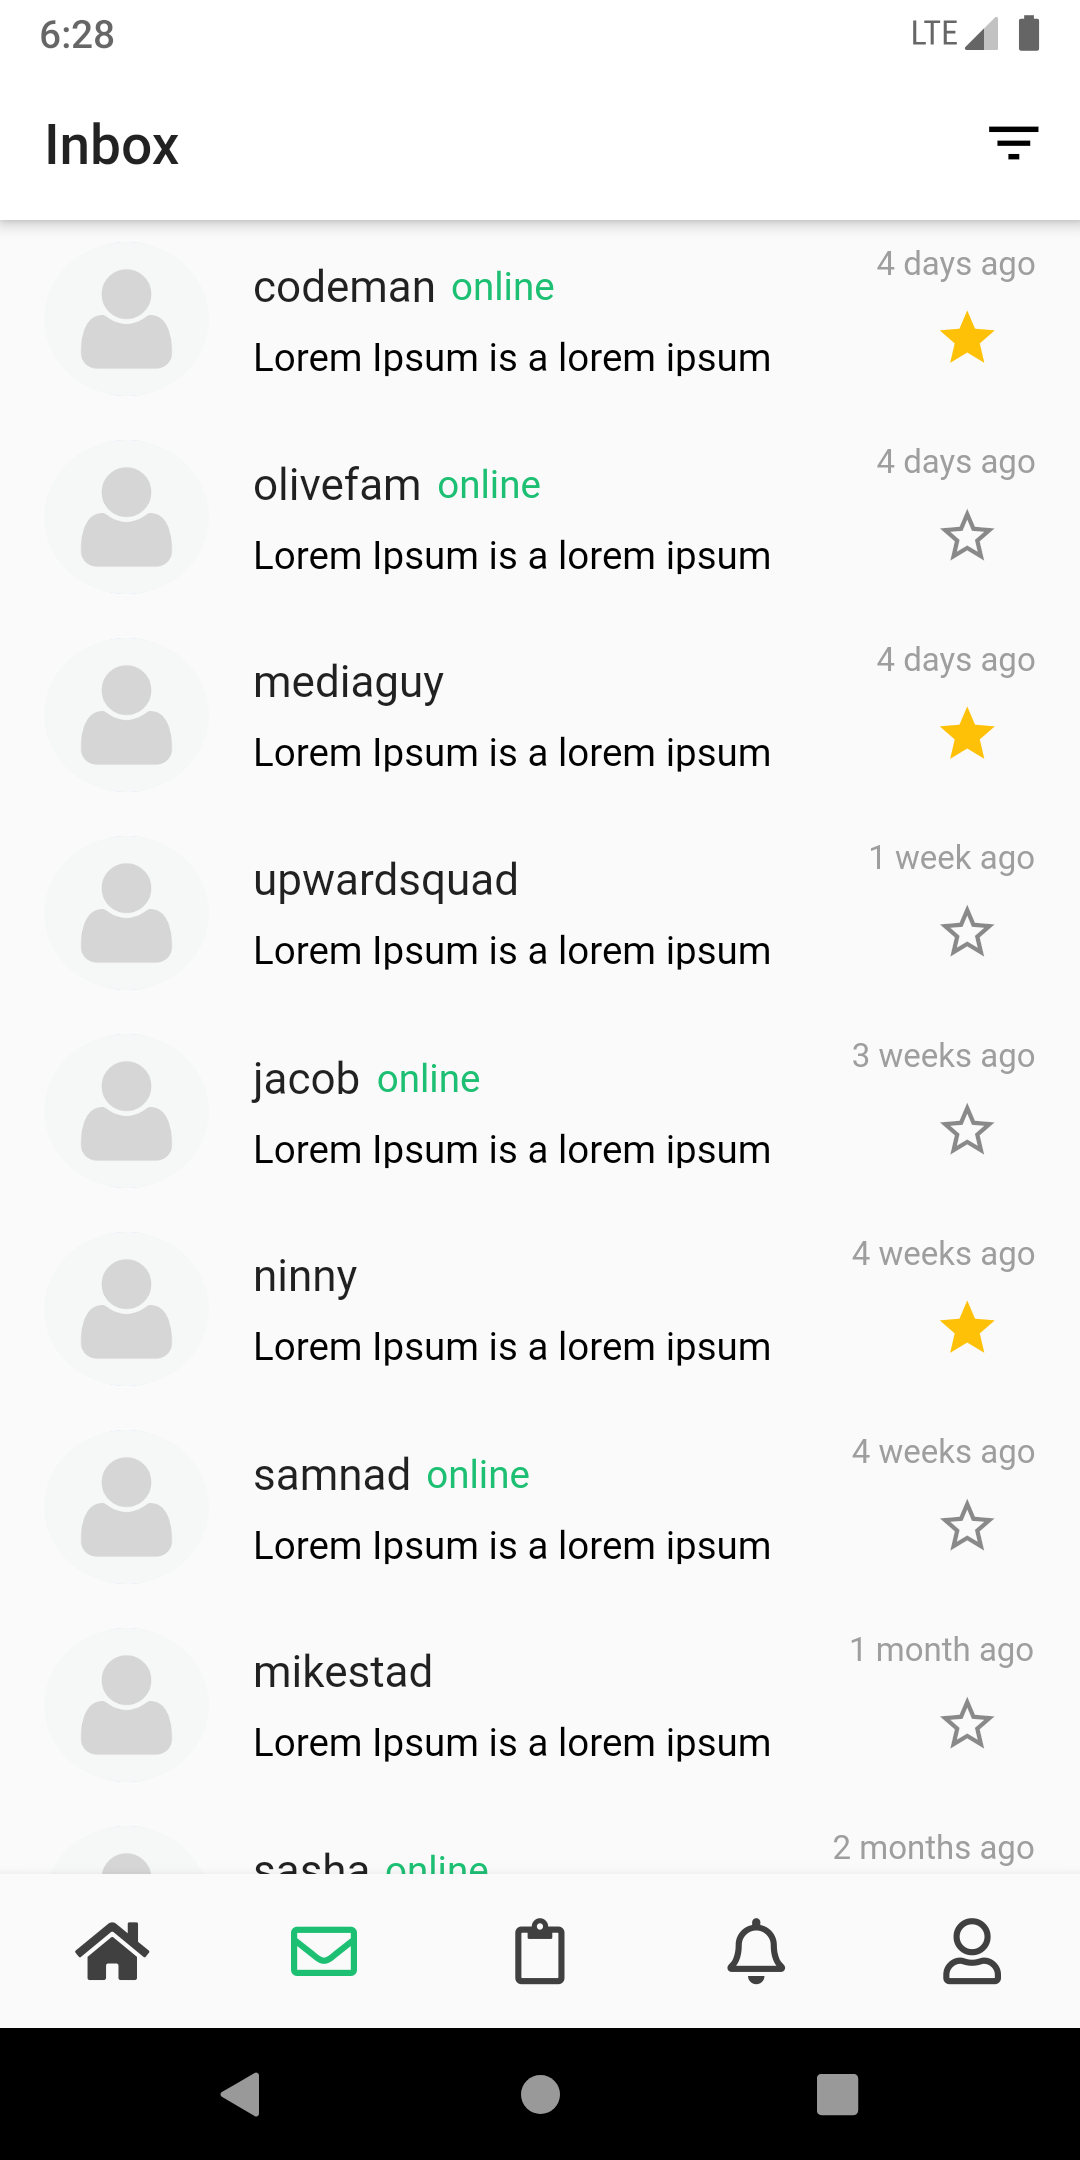 6:28 LTE
Inbox
4 days ago
codeman online
Lorem Ipsum is a lorem ipsum
4 days ago
olivefam online
Lorem Ipsum is a lorem ipsum
4 days ago
mediaguy
Lorem Ipsum is a lorem ipsum
1 week ago
upwardsquad
Lorem Ipsum is a lorem ipsum
3 weeks ago
jacob online
Lorem Ipsum is a lorem ipsum
4 weeks ago
ninny
Lorem Ipsum is a lorem ipsum
4 weeks ago
samnad online
Lorem Ipsum is a lorem ipsum
1 month ago
mikestad
Lorem Ipsum is a lorem ipsum
2 months ago
sasha online